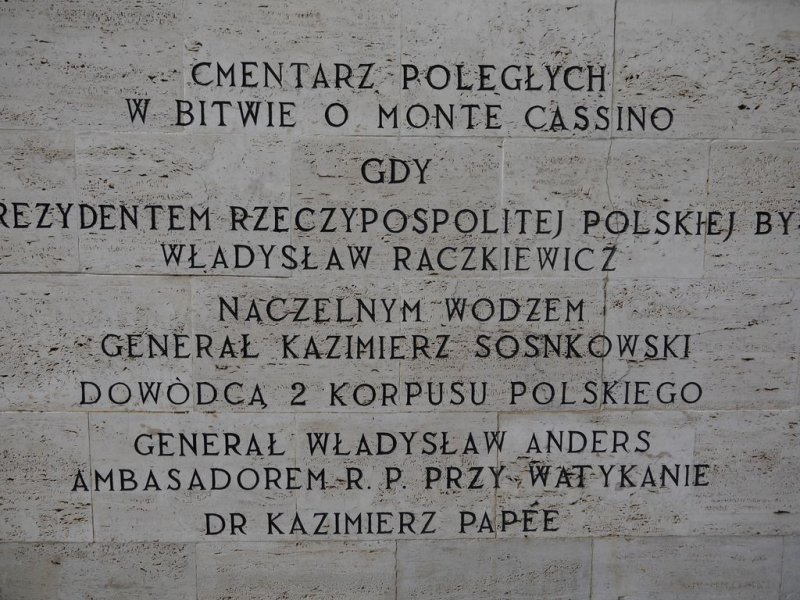 CMENTARZ POLEGŁYCH
W BITWIE O MONTE CASSINO
GDY
REZYDENTEM RZECZYPOSPOLITEJ POLSKIEJ BY
WŁADYSŁAW RACZKIEWICZ
NACZELNYM WODZEM
GENERAŁ KAZIMIERZ SOSNKOWSKI
DOWÒDCĄ 2 KORPUSU POLSKIEGO
GENERAŁ WŁADYSŁAW ANDERS
AMBASADOREM R. P. PRZY WATYKANIE
DR KAZIMIERZ PAPÉE